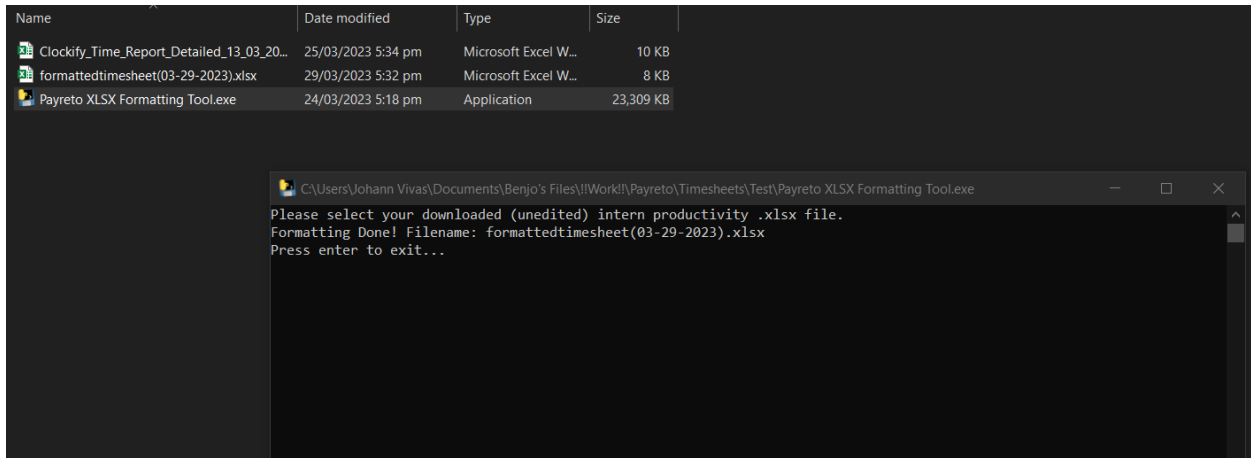 Name Date modified Type Size
Clockify_Time_Report_Detailed_13_03_20... 25/03/2023 5:34 pm Microsoft Excel W... 10 KB
formattedtimesheet(03-29-2023).xlsx 29/03/2023 5:32 pm Microsoft Excel W... 8 KB
Payreto XLSX Formatting Tool.exe 24/03/2023 5:18 pm Application 23,309 KB
C:\Users\Johann Vivas\Documents\Benjo's Files\!!Work!!\Payreto\Timesheets\Test\Payreto XLSX Formatting Tool.exe
Please select your downloaded (unedited) intern productivity .xlsx file.
Formatting Done! Filename: formattedtimesheet(03-29-2023).xlsx
Press enter to exit...